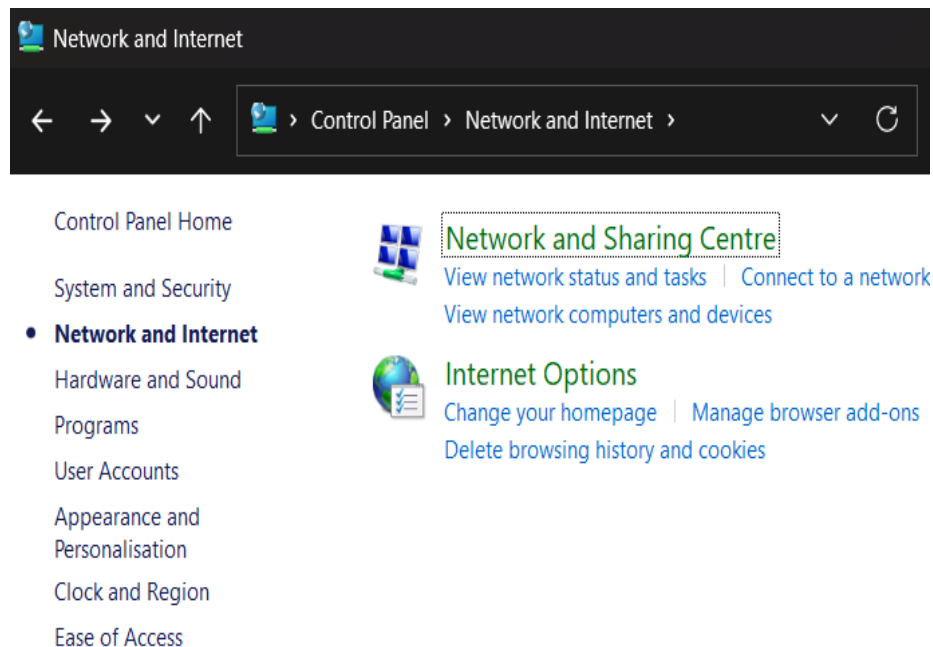 Network and Internet
Control Panel > Network and Internet >
Control Panel Home
System and Security
Network and Internet
Hardware and Sound
Programs
User Accounts
Appearance and
Personalisation
Clock and Region
Ease of Access
Network and Sharing Centre
View network status and tasks | Connect to a network
View network computers and devices
Internet Options
Change your homepage | Manage browser add-ons
Delete browsing history and cookies